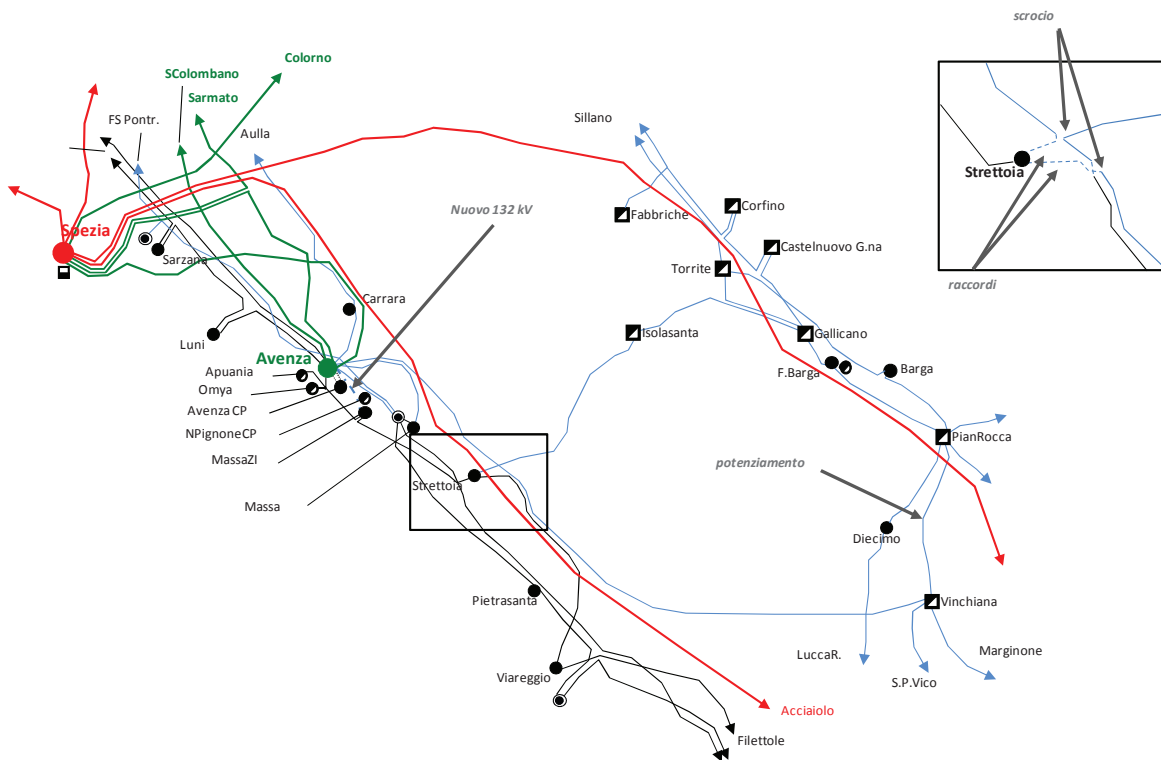 scrocio
Colorno
SColombano
Sarmato
FS Pontr.
Aulla
Sillano
Strettoia
Nuovo 132 kV
Corfino
Fabbriche
Spezia
Castelnuovo G.na
Sarzana
Torrite
raccordi
Carrara
Isolasanta
Gallicano
Luni
Avenza
F.Barga
Barga
Apuania
Omya
Avenza CP
NPignoneCP
PianRocca
MassaZI
potenziamento
Strettoia
Massa
Diecimo
Pietrasanta
Vinchiana
LuccaR.
Marginone
Viareggio
S.P.Vico
Acciaiolo
Filettole